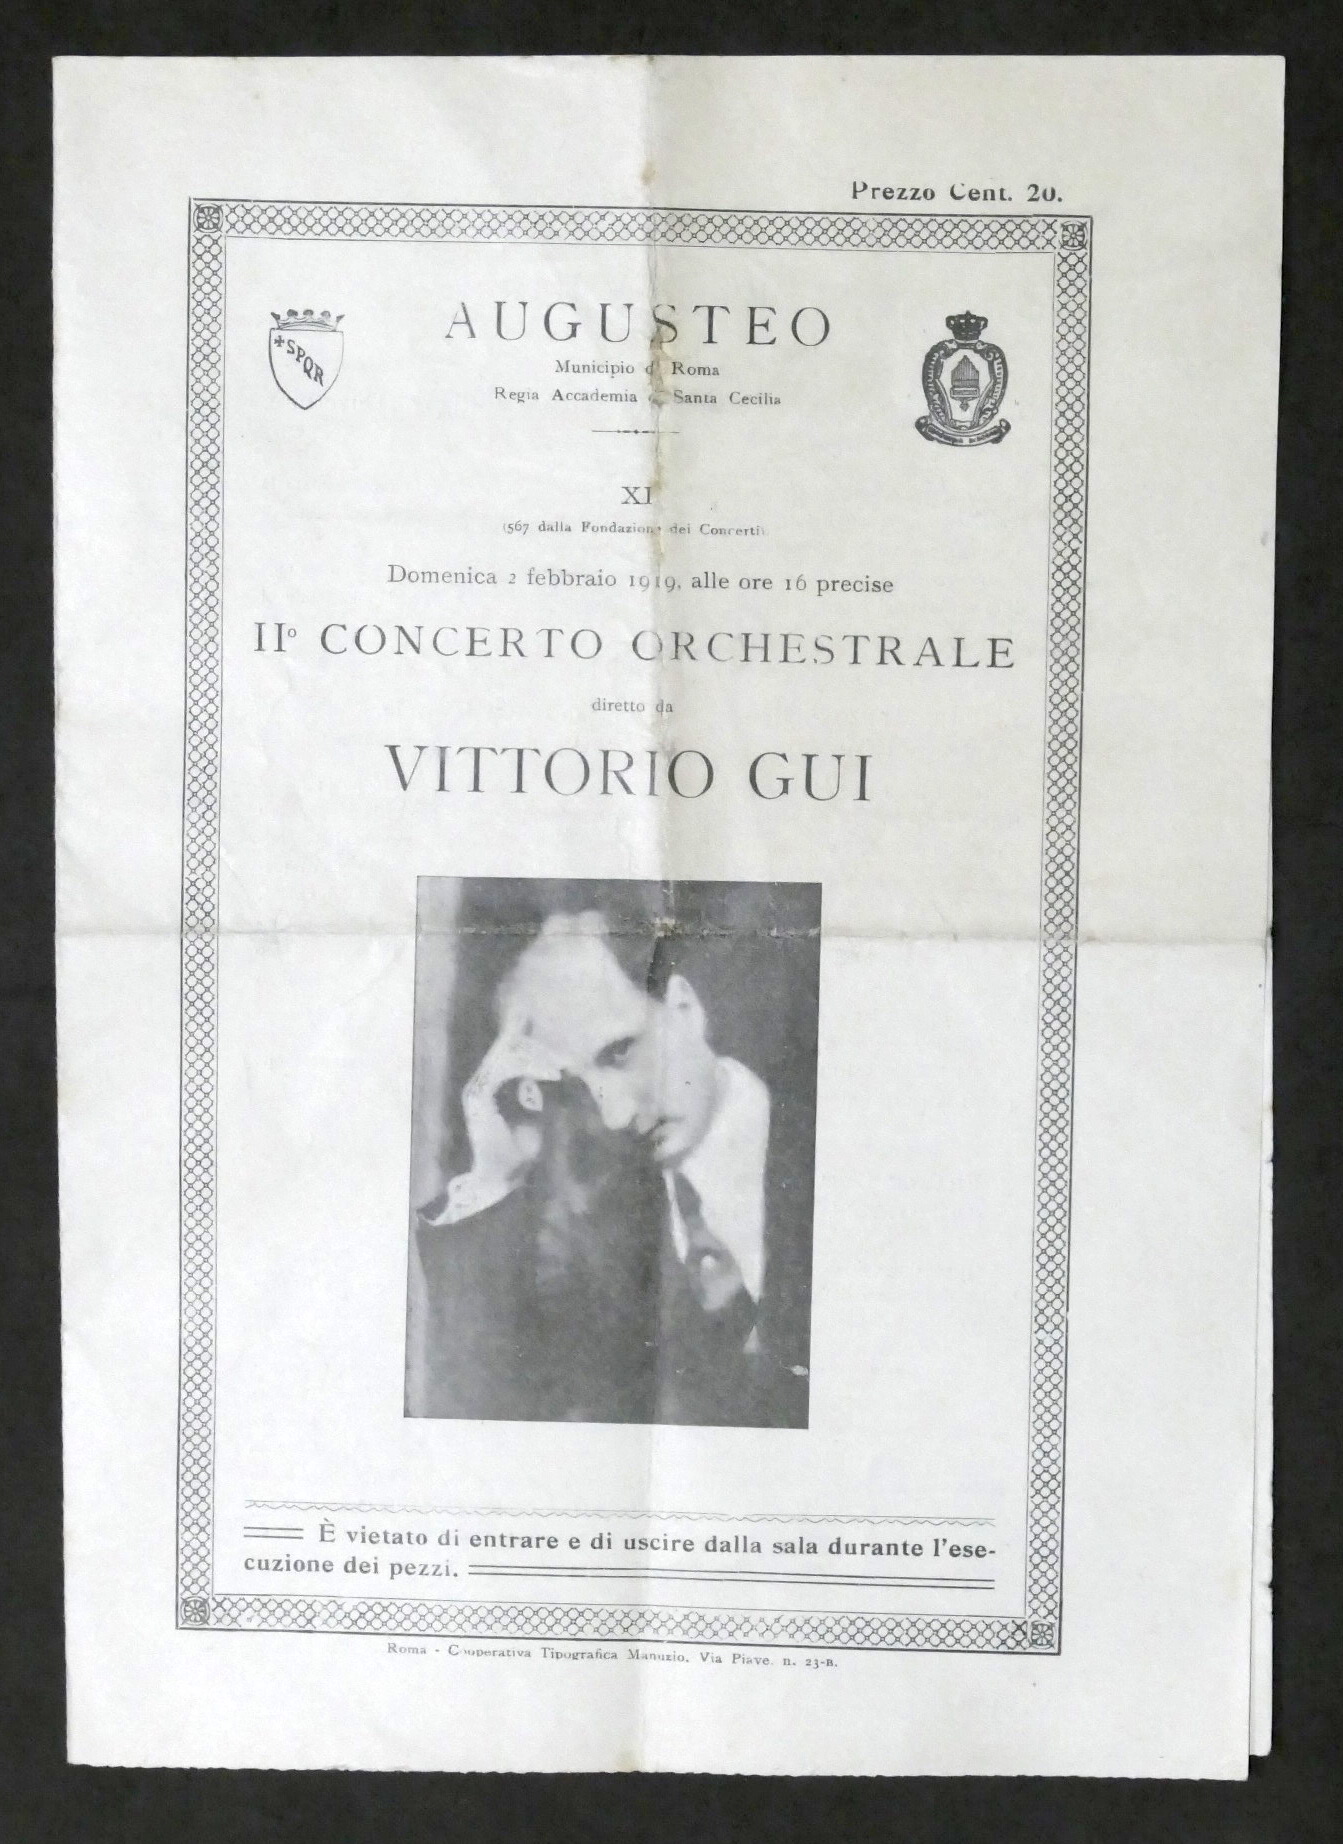 Prezzo Cent. 20.
AUGUSTEO
SPQR
Municipio di Roma
Regia Accademia di Santa Cecilia
XI
(567 dalla Fondazione dei Concerti)
Domenica 2 febbraio 1919, alle ore 16 precise
IIº CONCERTO ORCHESTRALE
diretto da
VITTORIO GUI
È vietato di entrare e di uscire dalla sala durante l'ese-
cuzione dei pezzi.
Roma - Cooperativa Tipografica Manuzio, Via Piave, n. 23-B.